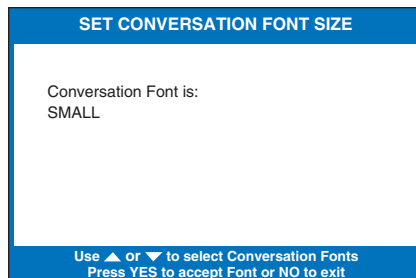 SET CONVERSATION FONT SIZE
Conversation Font is:
SMALL
Use ▲ or ▼ to select Conversation Fonts
Press YES to accept Font or NO to exit